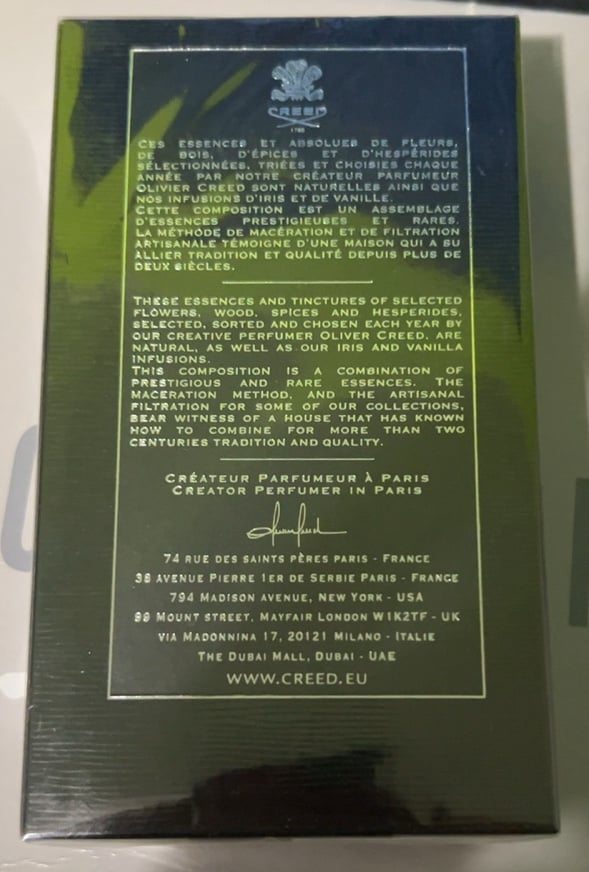 CREED
1760
CES ESSENCES ET ABSOLUES DE FLEURS,
DE BOIS, D'ÉPICES ET D'HESPÉRIDES
SÉLECTIONNÉES, TRIÉES ET CHOISIES CHAQUE
ANNÉE PAR NOTRE CRÉATEUR PARFUMEUR
OLIVIER CREED SONT NATURELLES AINSI QUE
NOS INFUSIONS D'IRIS ET DE VANILLE.
CETTE COMPOSITION EST UN ASSEMBLAGE
D'ESSENCES PRESTIGIEUSES ET RARES.
LA MÉTHODE DE MACÉRATION ET DE FILTRATION
ARTISANALE TÉMOIGNE D'UNE MAISON QUI A SU
ALLIER TRADITION ET QUALITÉ DEPUIS PLUS DE
DEUX SIÈCLES.
THESE ESSENCES AND TINCTURES OF SELECTED
FLOWERS, WOOD, SPICES AND HESPERIDES,
SELECTED, SORTED AND CHOSEN EACH YEAR BY
OUR CREATIVE PERFUMER OLIVER CREED, ARE
NATURAL, AS WELL AS OUR IRIS AND VANILLA
INFUSIONS.
THIS COMPOSITION IS A COMBINATION OF
PRESTIGIOUS AND RARE ESSENCES. THE
MACERATION METHOD, AND THE ARTISANAL
FILTRATION FOR SOME OF OUR COLLECTIONS,
BEAR WITNESS OF A HOUSE THAT HAS KNOWN
HOW TO COMBINE FOR MORE THAN TWO
CENTURIES TRADITION AND QUALITY.
CRÉATEUR PARFUMEUR À PARIS
CREATOR PERFUMER IN PARIS
74 RUE DES SAINTS PÈRES PARIS - FRANCE
38 AVENUE PIERRE 1ER DE SERBIE PARIS - FRANCE
794 MADISON AVENUE, NEW YORK - USA
99 MOUNT STREET, MAYFAIR LONDON W1K2TF - UK
VIA MADONNINA 17, 20121 MILANO - ITALIE
THE DUBAI MALL, DUBAI - UAE
WWW.CREED.EU